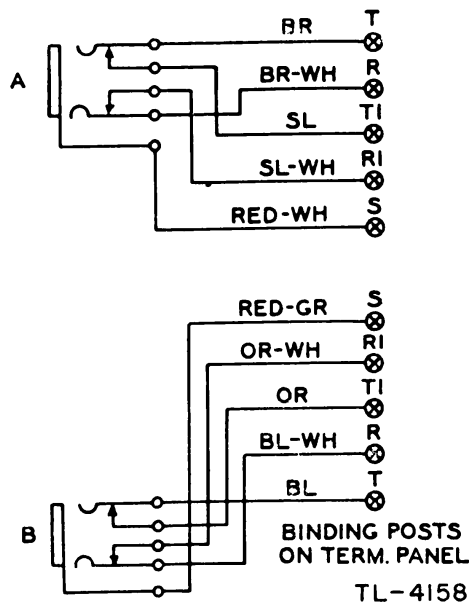 T
BR
R
A
BR-WH
T1
SL
R1
SL-WH
S
RED-WH
S
RED-GR
R1
OR-WH
T1
OR
R
BL-WH
T
BL
B
BINDING POSTS
ON TERM. PANEL
TL-4158